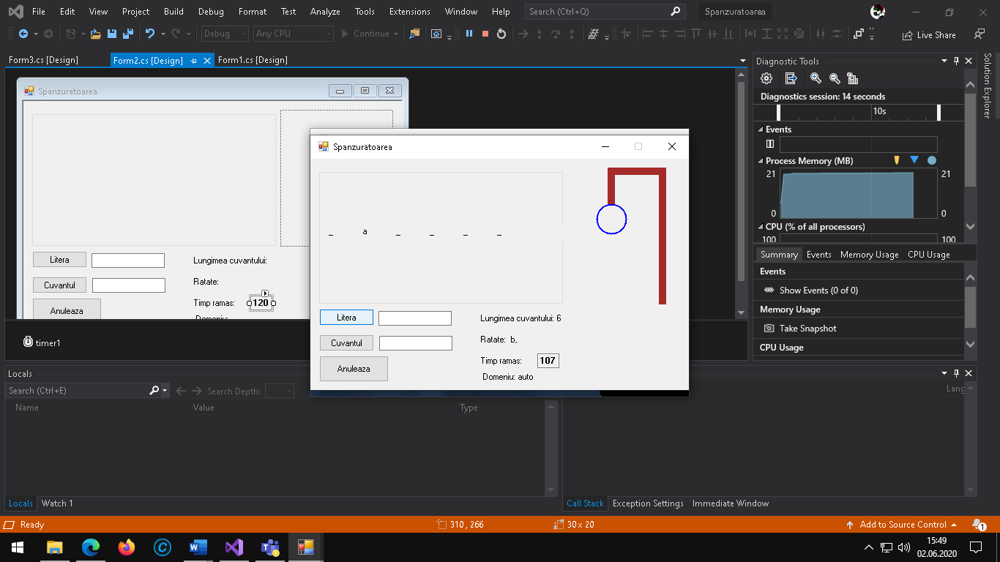 File Edit View Project Build Debug Format Test Analyze Tools Extensions Window Help Search (Ctrl+Q) Spanzuratoarea
Debug Any CPU Continue Live Share
Form3.cs [Design] Form2.cs [Design] Form1.cs [Design]
Spanzuratoarea
Litera
Cuvantul
Anuleaza
Lungimea cuvantului:
Ratate:
Timp ramas: 120
Domeniu:
timer1
Spanzuratoarea
_ a _ _ _ _
Litera
Cuvantul
Anuleaza
Lungimea cuvantului: 6
Ratate: b,
Timp ramas: 107
Domeniu: auto
Diagnostic Tools
Diagnostics session: 14 seconds
10s
Events
Process Memory (MB)
21 21
0 0
CPU (% of all processors)
100 100
Summary Events Memory Usage CPU Usage
Events
Show Events (0 of 0)
Memory Usage
Take Snapshot
CPU Usage
Solution Explorer
Locals
Search (Ctrl+E) Search Depth:
Name Value Type
Lang
Locals Watch 1
Call Stack Exception Settings Immediate Window
Ready 310 , 266 30 x 20 Add to Source Control 1
15:49
02.06.2020